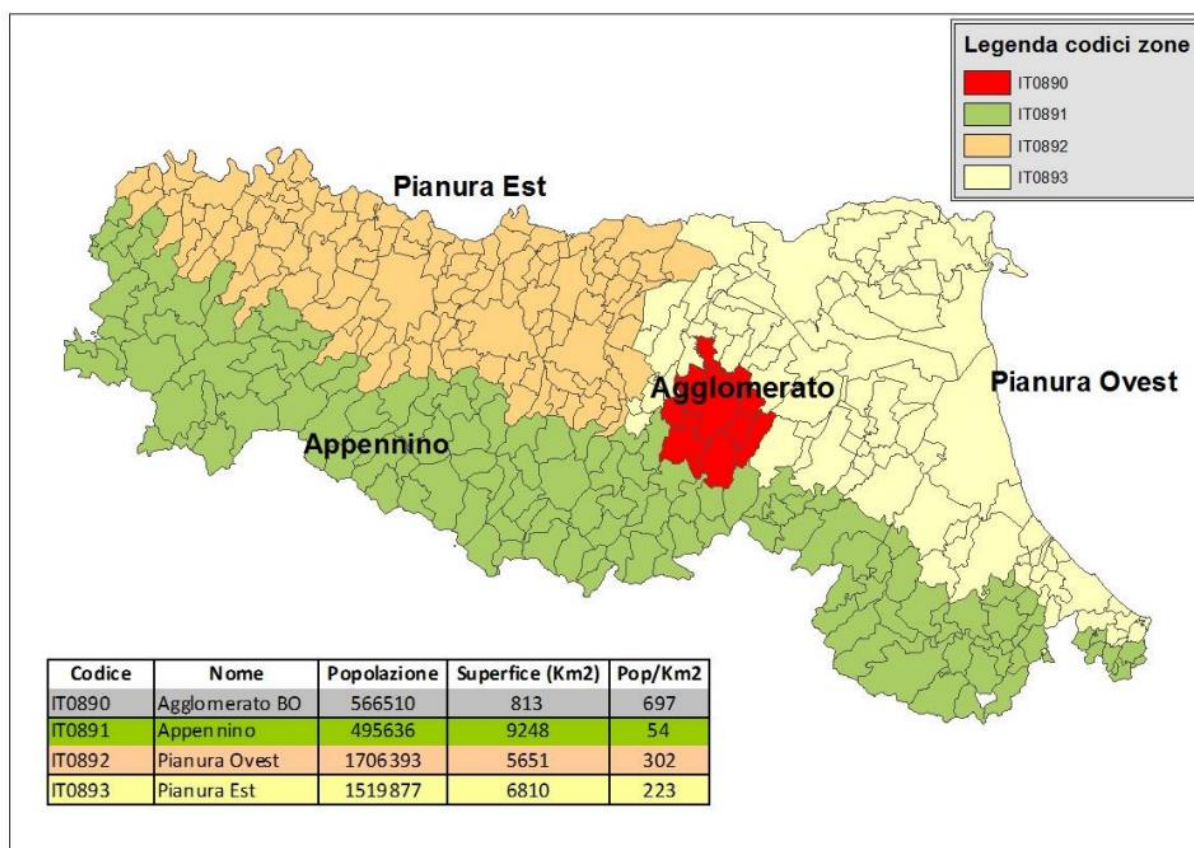 Legenda codici zone
IT0890
IT0891
IT0892
IT0893
Pianura Est
Agglomerato
Pianura Ovest
Appennino
Codice Nome Popolazione Superfice (Km2) Pop/Km2
IT0890 Agglomerato BO 566510 813 697
IT0891 Appennino 495636 9248 54
IT0892 Pianura Ovest 1706393 5651 302
IT0893 Pianura Est 1519877 6810 223